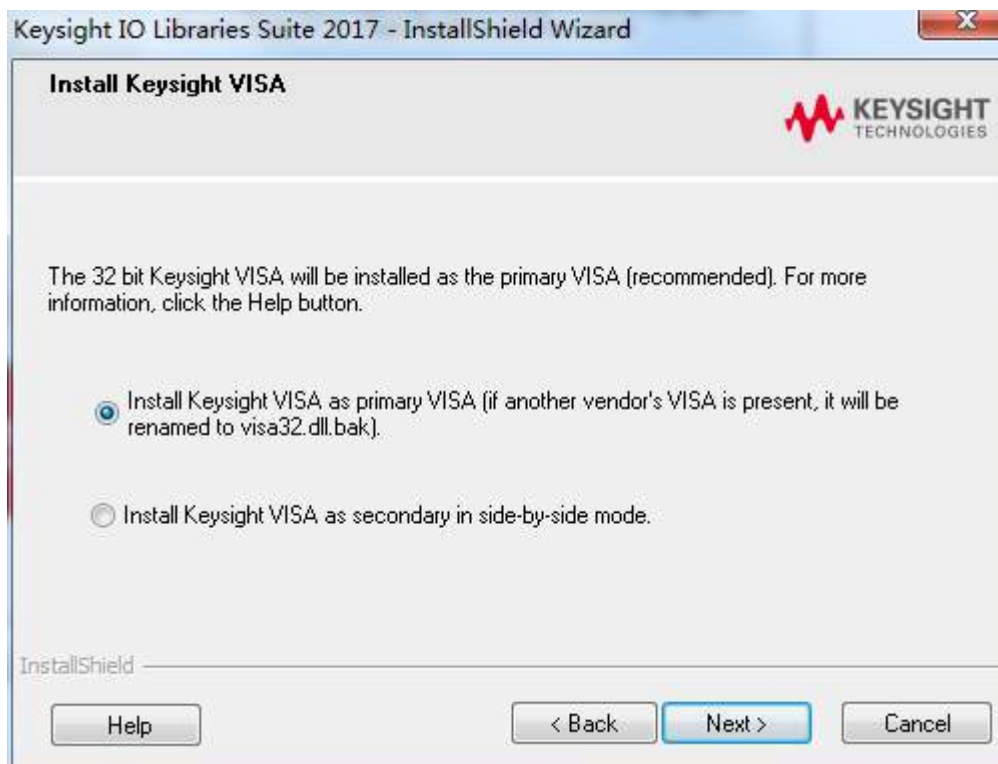 Keysight IO Libraries Suite 2017 - InstallShield Wizard
Install Keysight VISA
KEYSIGHT
TECHNOLOGIES
The 32 bit Keysight VISA will be installed as the primary VISA (recommended). For more
information, click the Help button.
Install Keysight VISA as primary VISA (if another vendor's VISA is present, it will be
renamed to visa32.dll.bak).
Install Keysight VISA as secondary in side-by-side mode.
InstallShield
Help
< Back
Next >
Cancel